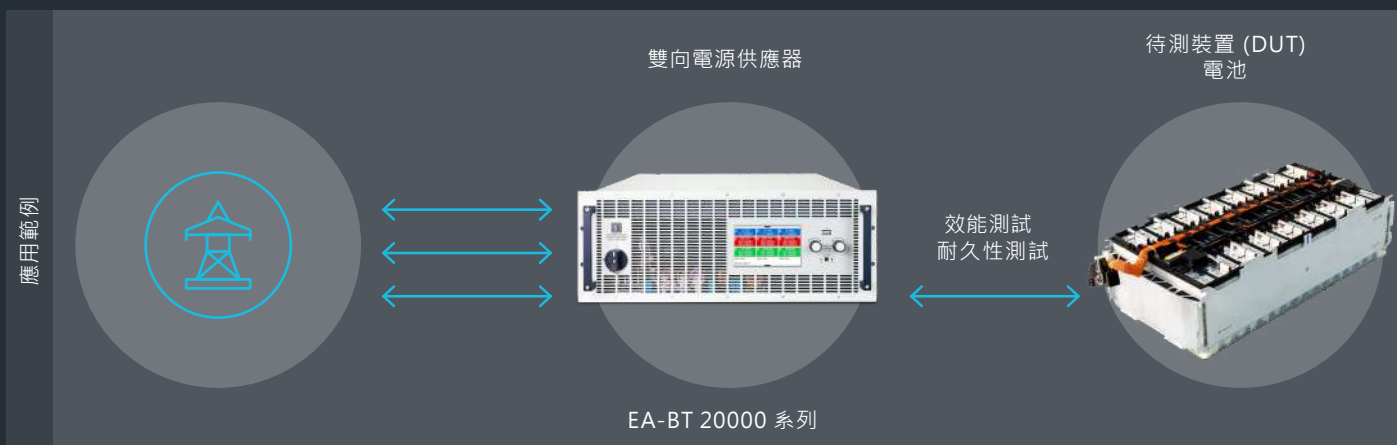 應用範例
雙向電源供應器
待測裝置 (DUT)
電池
效能測試
耐久性測試
EA-BT 20000 系列